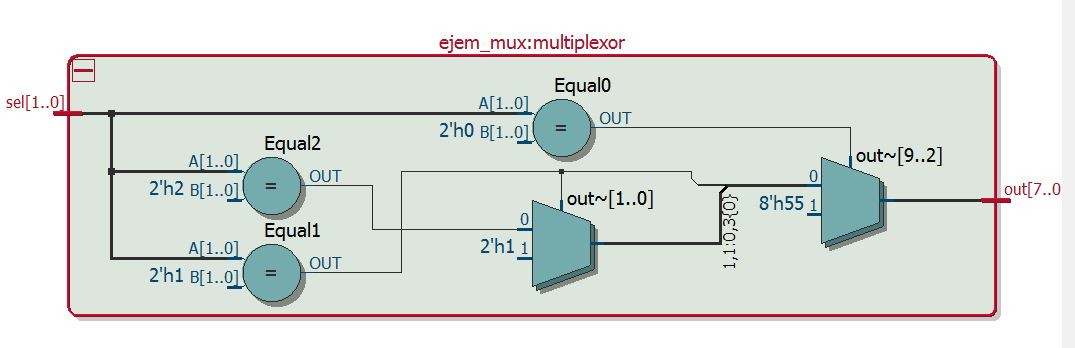 ejem_mux:multiplexor
sel[1..0]
Equal0
A[1..0]
2'h0 B[1..0]
=
OUT
Equal2
A[1..0]
2'h2 B[1..0]
=
OUT
Equal1
A[1..0]
2'h1 B[1..0]
=
OUT
out~[1..0]
0
2'h1 1
1,1:0,3{0}
out~[9..2]
0
8'h55 1
out[7..0